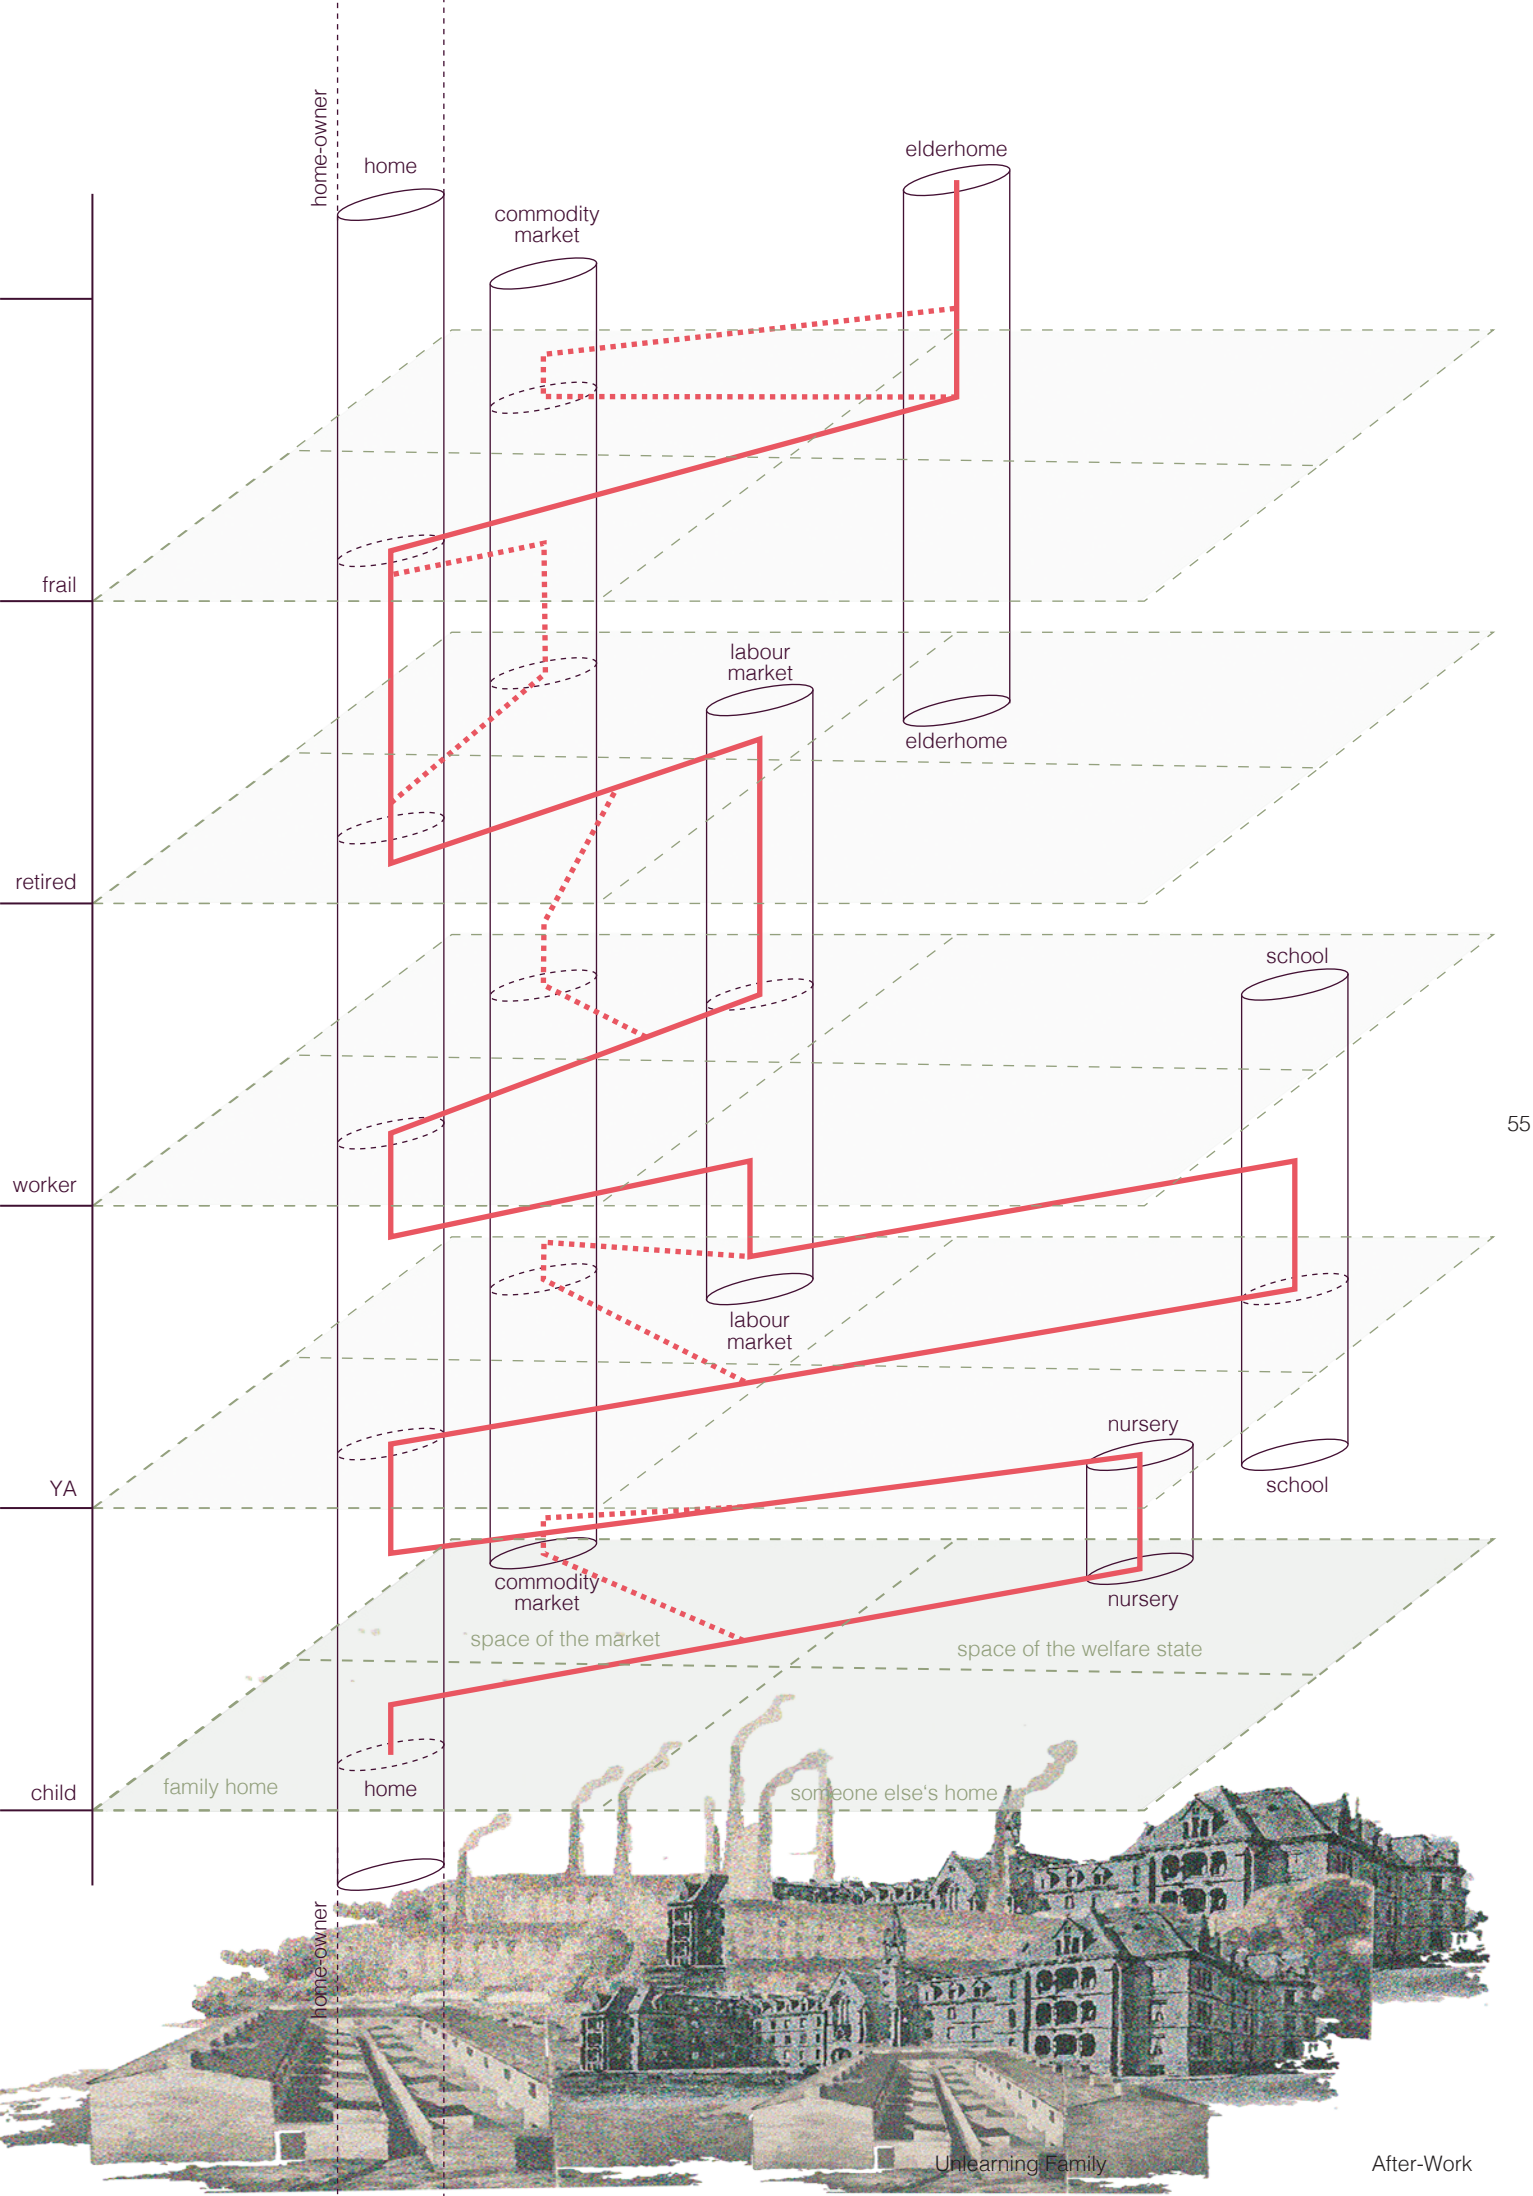 home-owner
elderhome
home
commodity
market
frail
labour
market
elderhome
retired
school
55
worker
labour
market
nursery
school
YA
commodity
market
nursery
space of the market
space of the welfare state
family home
home
someone else's home
child
home-owner
Unlearning Family
After-Work